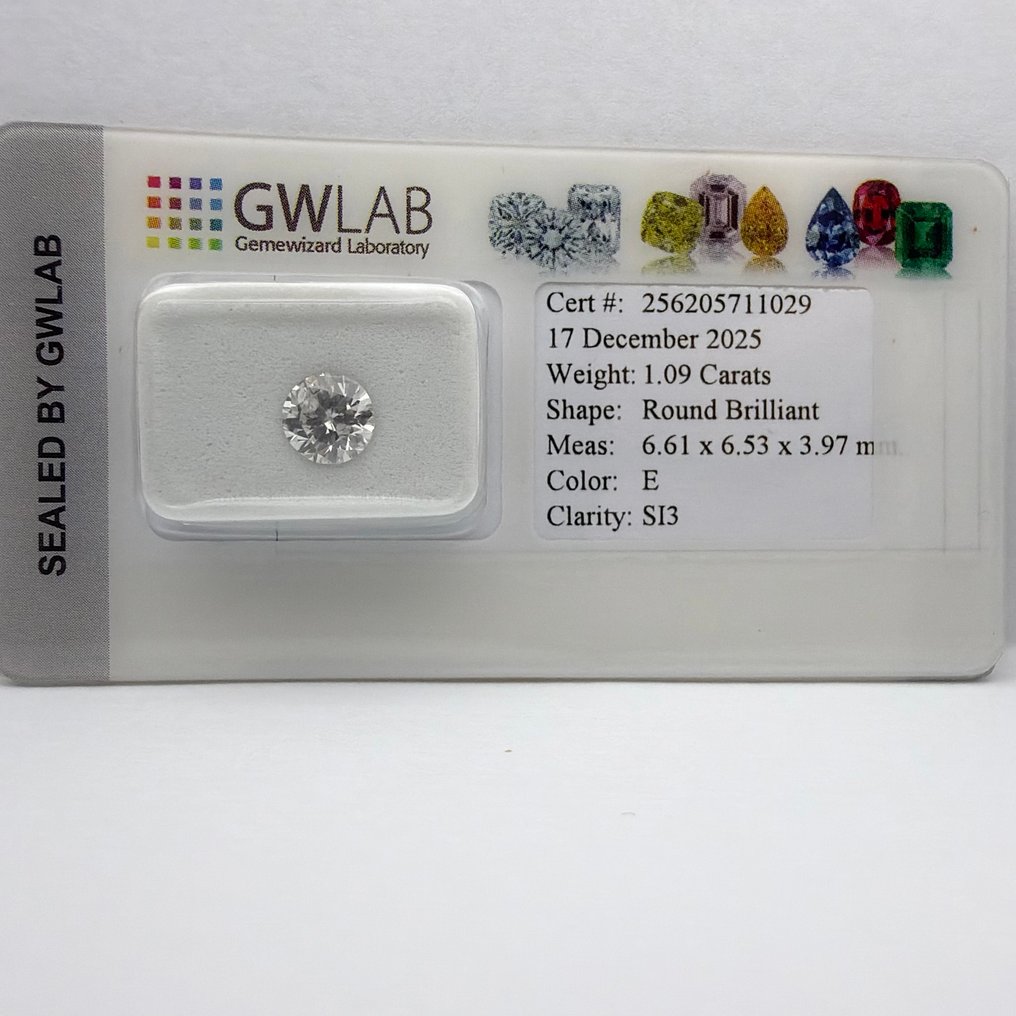 SEALED BY GWLAB
GWLAB
Gemewizard Laboratory
Cert #: 256205711029
17 December 2025
Weight: 1.09 Carats
Shape: Round Brilliant
Meas: 6.61 x 6.53 x 3.97 mm.
Color: E
Clarity: SI3